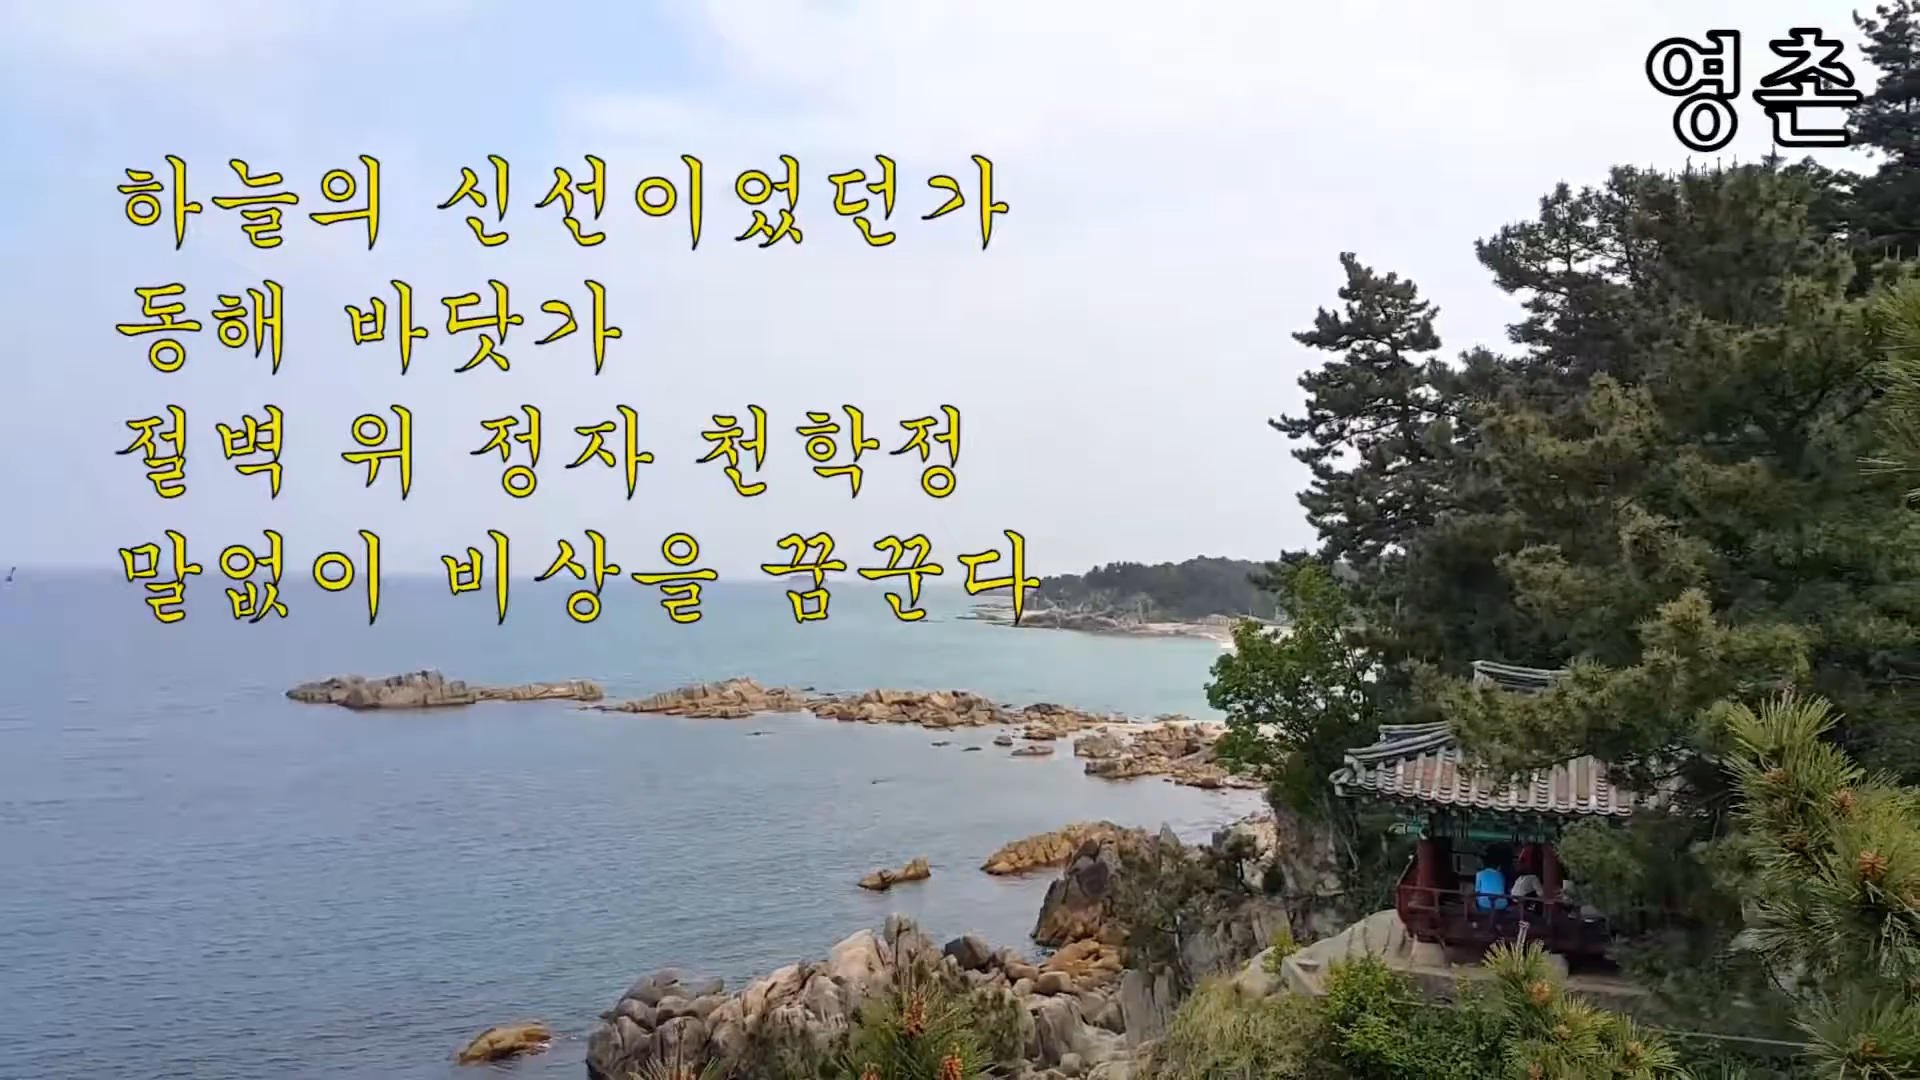 영촌
하늘의 신선이었던가
동해 바닷가
절벽 위 정자 천학정
말없이 비상을 꿈꾼다